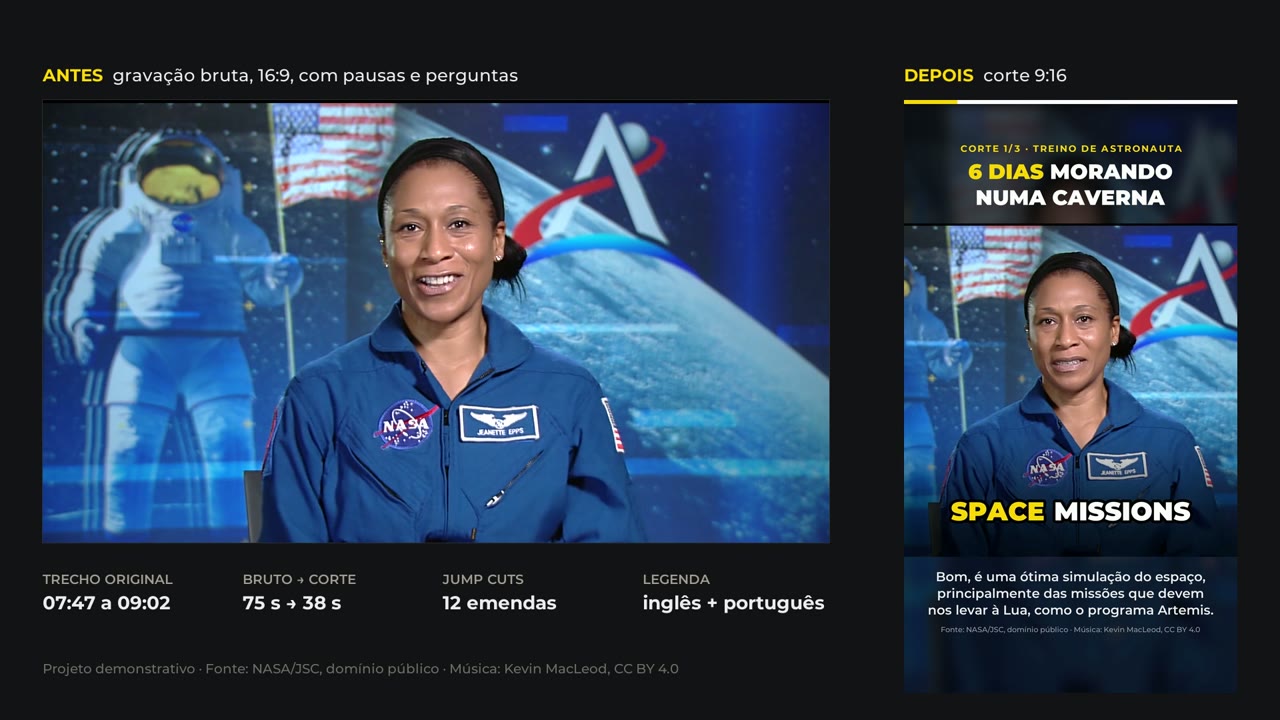 ANTES gravação bruta, 16:9, com pausas e perguntas
NASA
JEANETTE EPPS
TRECHO ORIGINAL
07:47 a 09:02
BRUTO → CORTE
75 s → 38 s
JUMP CUTS
12 emendas
LEGENDA
inglês + português
Projeto demonstrativo · Fonte: NASA/JSC, domínio público · Música: Kevin MacLeod, CC BY 4.0
DEPOIS corte 9:16
CORTE 1/3 · TREINO DE ASTRONAUTA
6 DIAS MORANDO
NUMA CAVERNA
NASA
JEANETTE EPPS
SPACE MISSIONS
Bom, é uma ótima simulação do espaço,
principalmente das missões que devem
nos levar à Lua, como o programa Artemis.
Fonte: NASA/JSC, domínio público · Música: Kevin MacLeod, CC BY 4.0